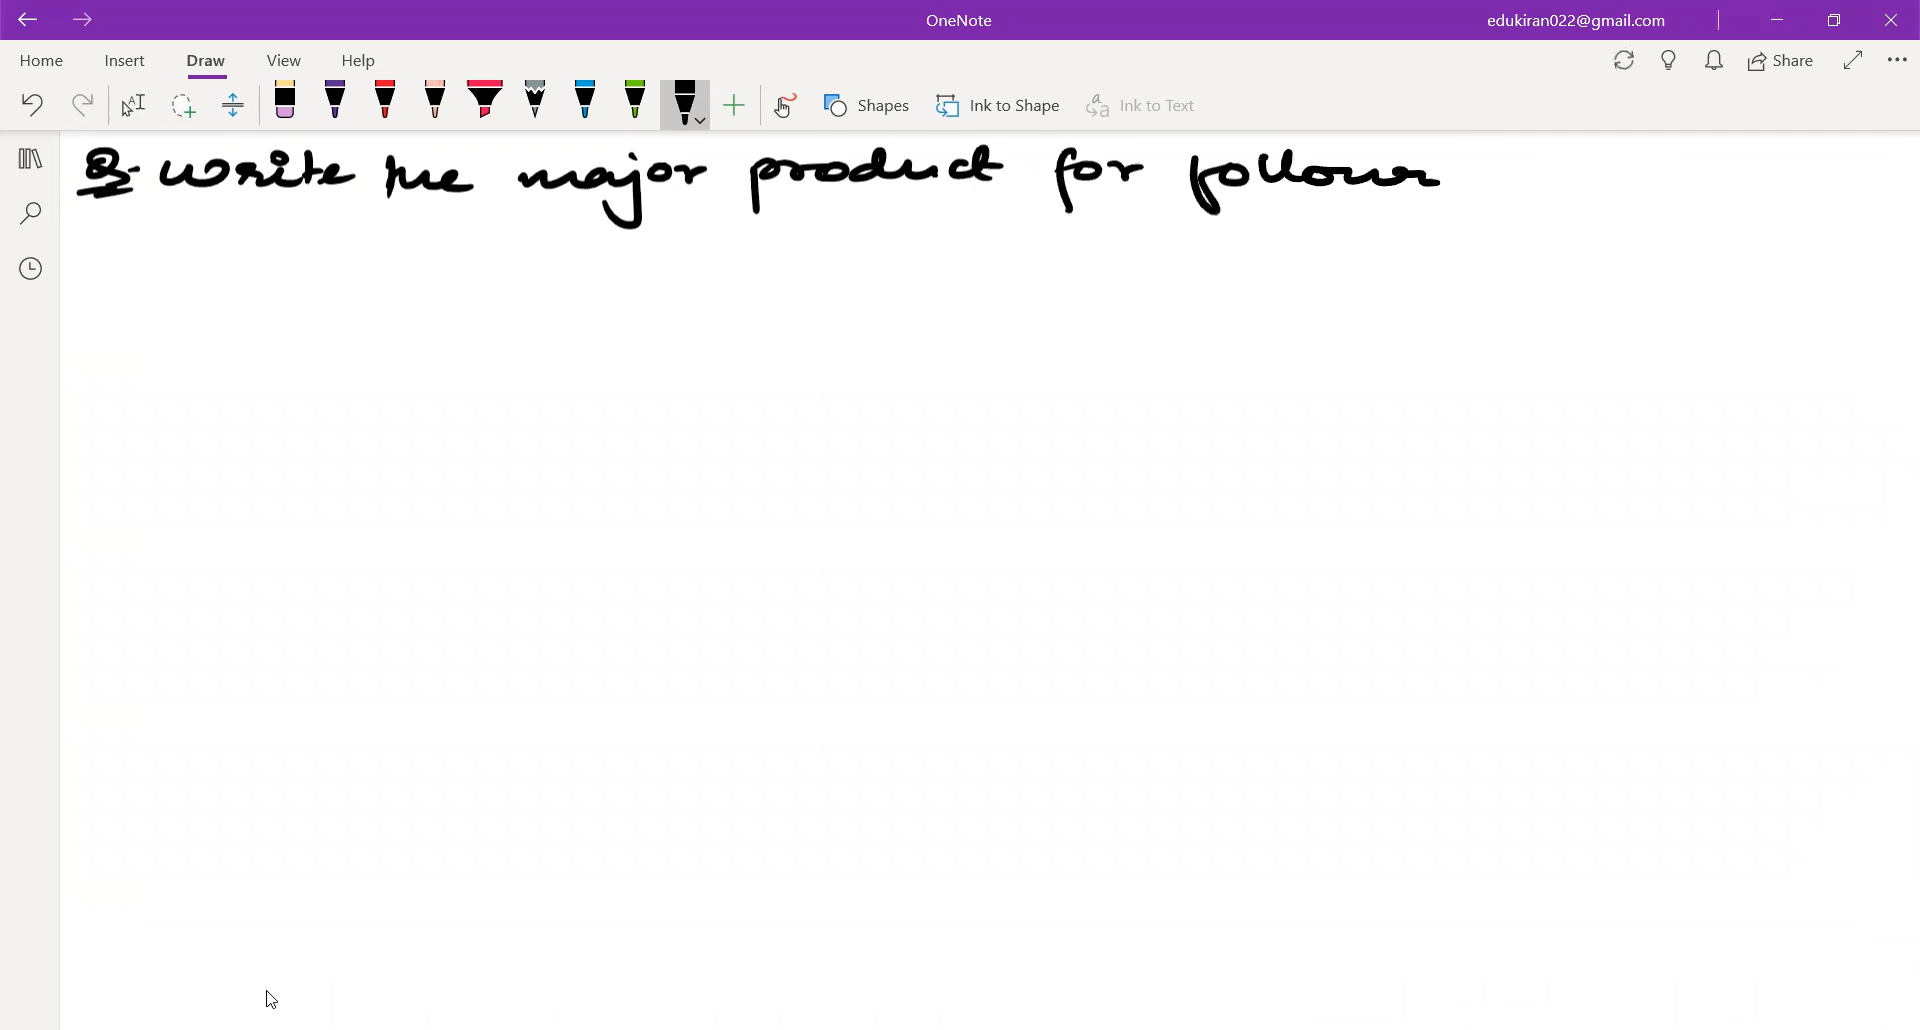 OneNote
edukiran022@gmail.com
Home Insert Draw View Help
Share
Shapes Ink to Shape Ink to Text
Q- write the major product for